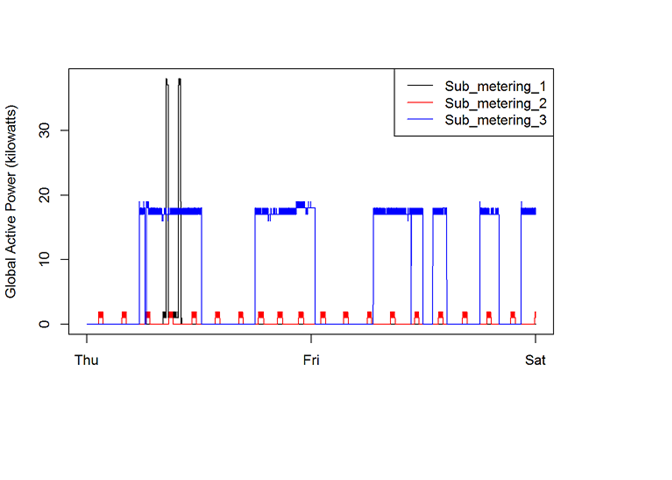 Global Active Power (kilowatts)
30
20
10
0
Sub_metering_1
Sub_metering_2
Sub_metering_3
Thu
Fri
Sat